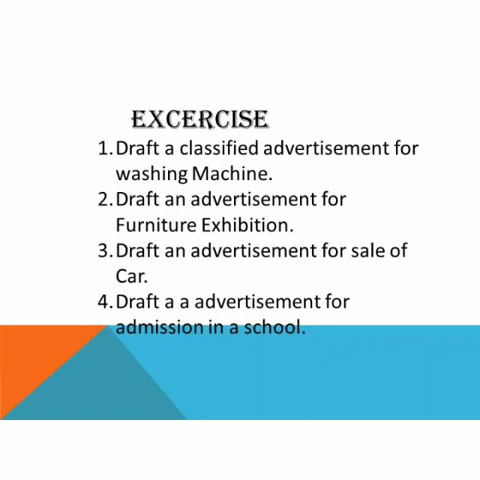 EXCERCISE
1.Draft a classified advertisement for
washing Machine.
2.Draft an advertisement for
Furniture Exhibition.
3.Draft an advertisement for sale of
Car.
4.Draft a a advertisement for
admission in a school.